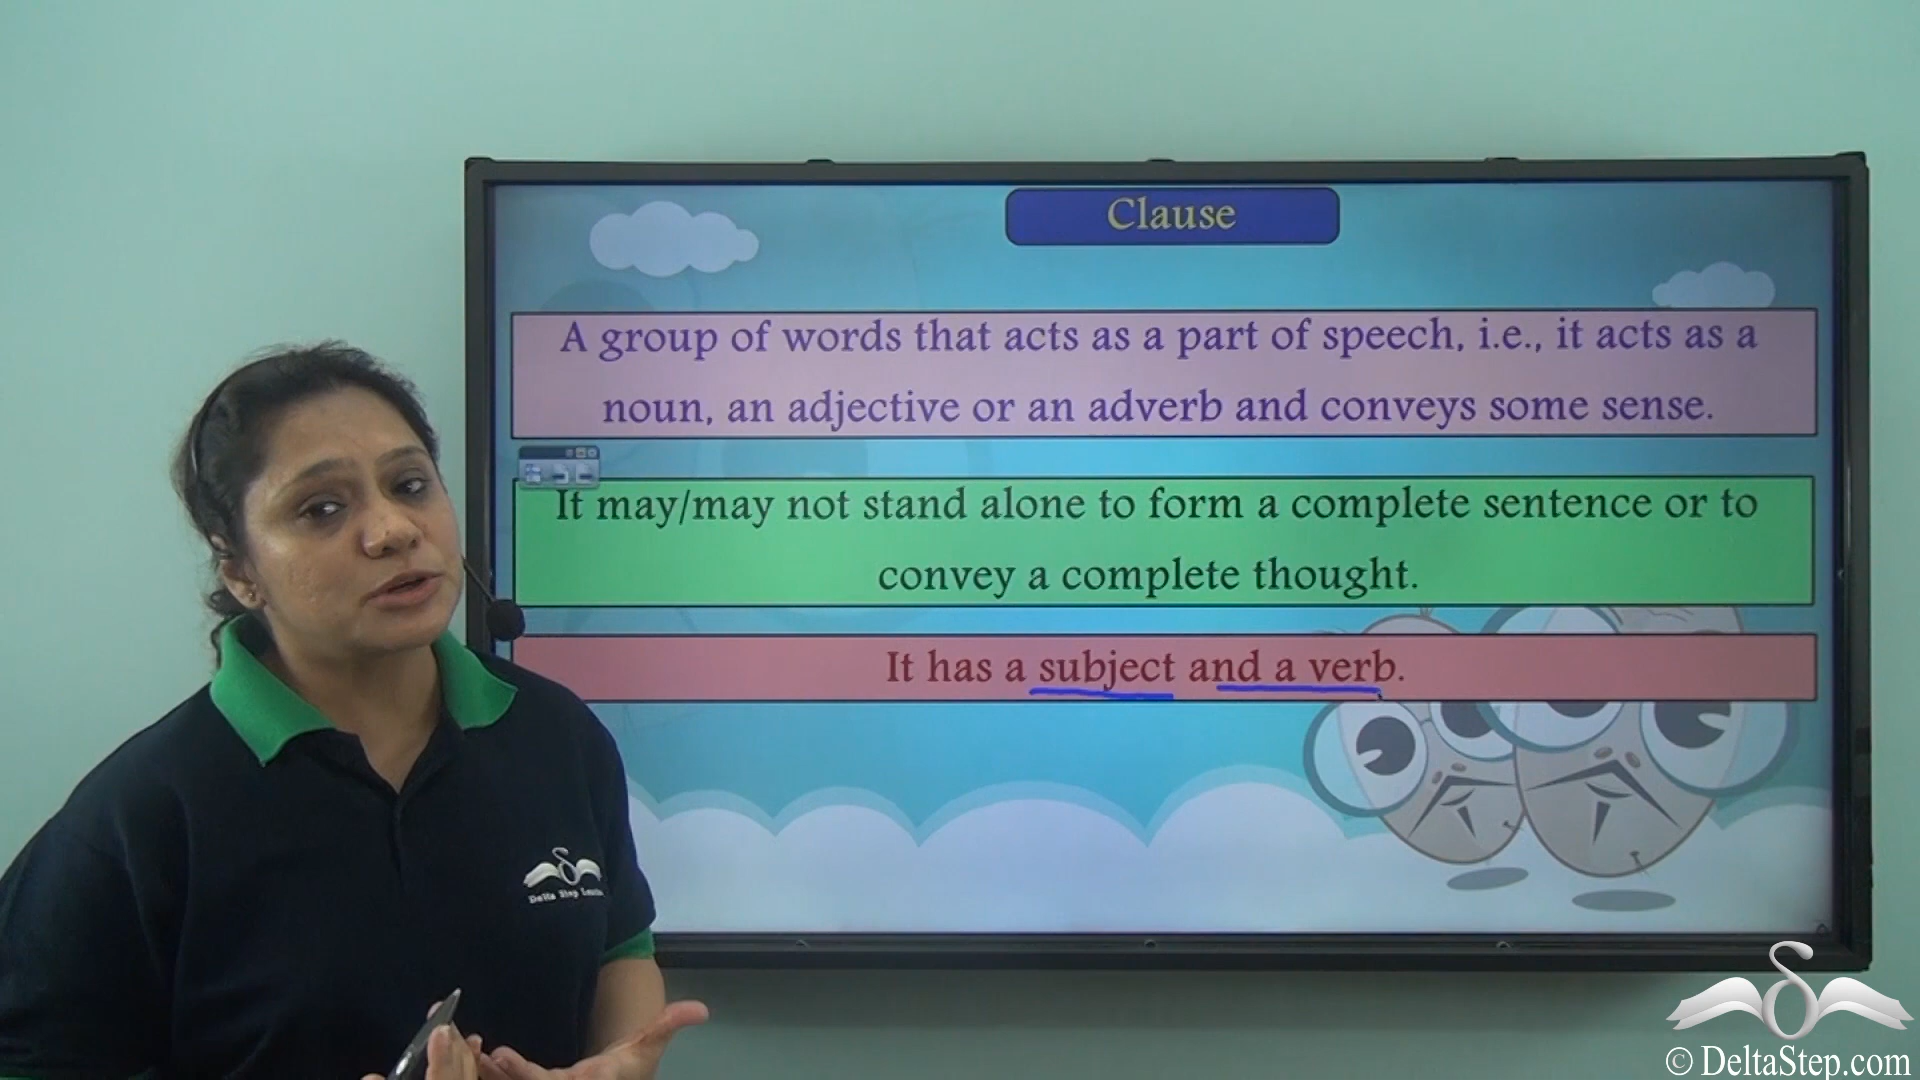 Clause
A group of words that acts as a part of speech, i.e., it acts as a
noun, an adjective or an adverb and conveys some sense.
It may/may not stand alone to form a complete sentence or to
convey a complete thought.
It has a subject and a verb.
Delta Step
© DeltaStep.com